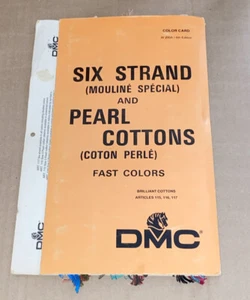 COLOR CARD
SIX STRAND
(MOULINÉ SPÉCIAL)
AND
PEARL
COTTONS
(COTON PERLÉ)
FAST COLORS
BRILLIANT COTTONS
ARTICLES 115, 116, 117
DMC
DMC